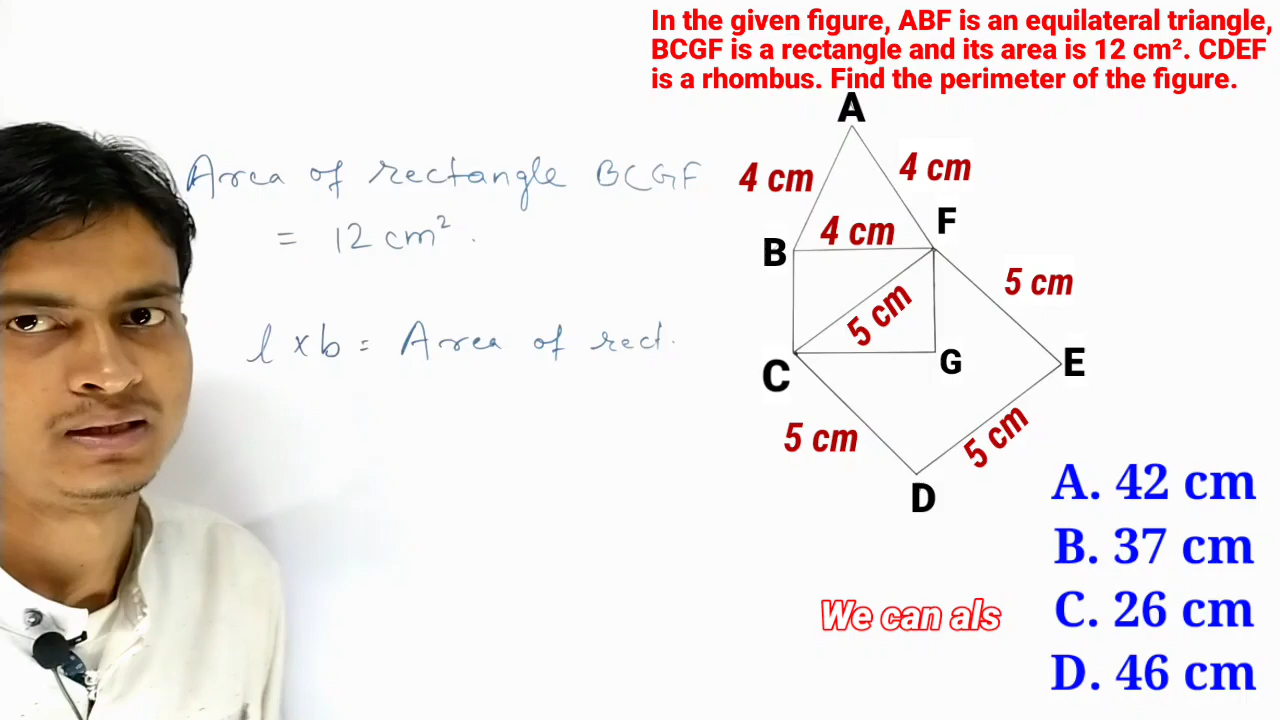 In the given figure, ABF is an equilateral triangle,
BCGF is a rectangle and its area is 12 cm². CDEF
is a rhombus. Find the perimeter of the figure.
Area of rectangle BCGF
= 12 cm².
l × b = Area of rect.
A
4 cm
4 cm
B
4 cm
F
5 cm
5 cm
C
G
E
5 cm
5 cm
D
A. 42 cm
B. 37 cm
C. 26 cm
D. 46 cm
We can als